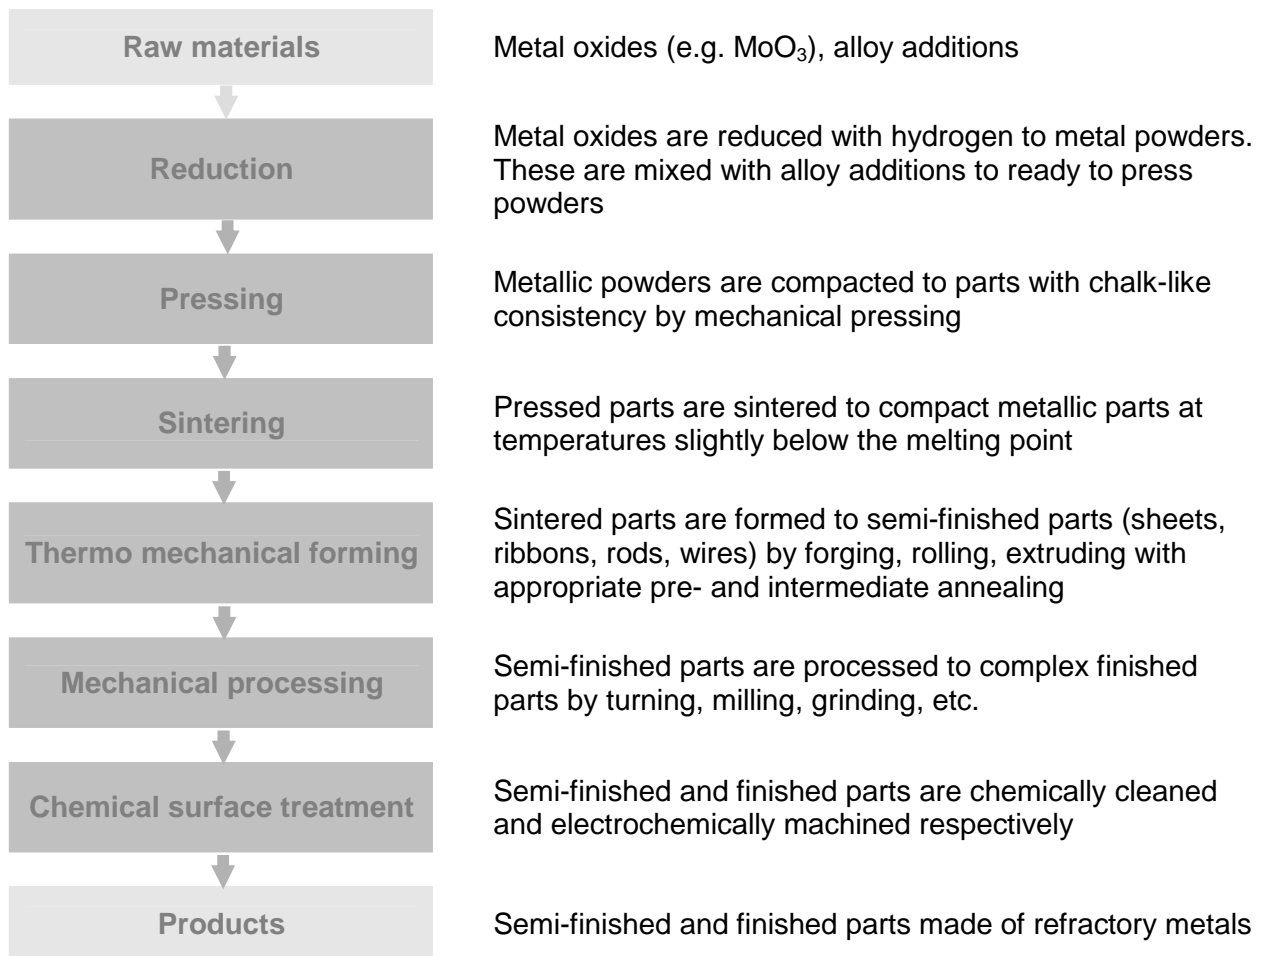 Raw materials
Metal oxides (e.g. MoO₃), alloy additions
Reduction
Metal oxides are reduced with hydrogen to metal powders.
These are mixed with alloy additions to ready to press
powders
Pressing
Metallic powders are compacted to parts with chalk-like
consistency by mechanical pressing
Sintering
Pressed parts are sintered to compact metallic parts at
temperatures slightly below the melting point
Thermo mechanical forming
Sintered parts are formed to semi-finished parts (sheets,
ribbons, rods, wires) by forging, rolling, extruding with
appropriate pre- and intermediate annealing
Mechanical processing
Semi-finished parts are processed to complex finished
parts by turning, milling, grinding, etc.
Chemical surface treatment
Semi-finished and finished parts are chemically cleaned
and electrochemically machined respectively
Products
Semi-finished and finished parts made of refractory metals